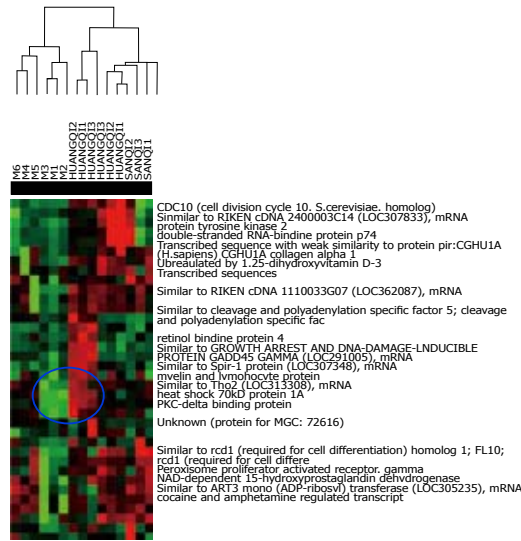 M6
M4
M5
M3
M1
M2
HUANGQI2
HUANGQI1
HUANGQI3
HUANGQI3
HUANGQI2
HUANGQI1
SANQI2
SANQI3
SANQI1
CDC10 (cell division cycle 10. S.cerevisiae. homolog)
Sinmilar to RIKEN cDNA 2400003C14 (LOC307833), mRNA
protein tyrosine kinase 2
double-stranded RNA-bindine protein p74
Transcribed sequence with weak similarity to protein pir:CGHU1A
(H.sapiens) CGHU1A collagen alpha 1
Ubreaulated by 1.25-dihydroxyvitamin D-3
Transcribed sequences
Similar to RIKEN cDNA 1110033G07 (LOC362087), mRNA
Similar to cleavage and polyadenylation specific factor 5; cleavage
and polyadenylation specific fac
retinol bindine protein 4
Similar to GROWTH ARREST AND DNA-DAMAGE-LNDUCIBLE
PROTEIN GADD45 GAMMA (LOC291005), mRNA
Similar to Spir-1 protein (LOC307348), mRNA
mvelin and lvmohocyte protein
Similar to Tho2 (LOC313308), mRNA
heat shock 70kD protein 1A
PKC-delta binding protein
Unknown (protein for MGC: 72616)
Similar to rcd1 (required for cell differentiation) homolog 1; FL10;
rcd1 (required for cell differe
Peroxisome proliferator activated receptor. gamma
NAD-dependent 15-hydroxyprostaglandin dehvdrogenase
Similar to ART3 mono (ADP-ribosvl) transferase (LOC305235), mRNA
cocaine and amphetamine regulated transcript